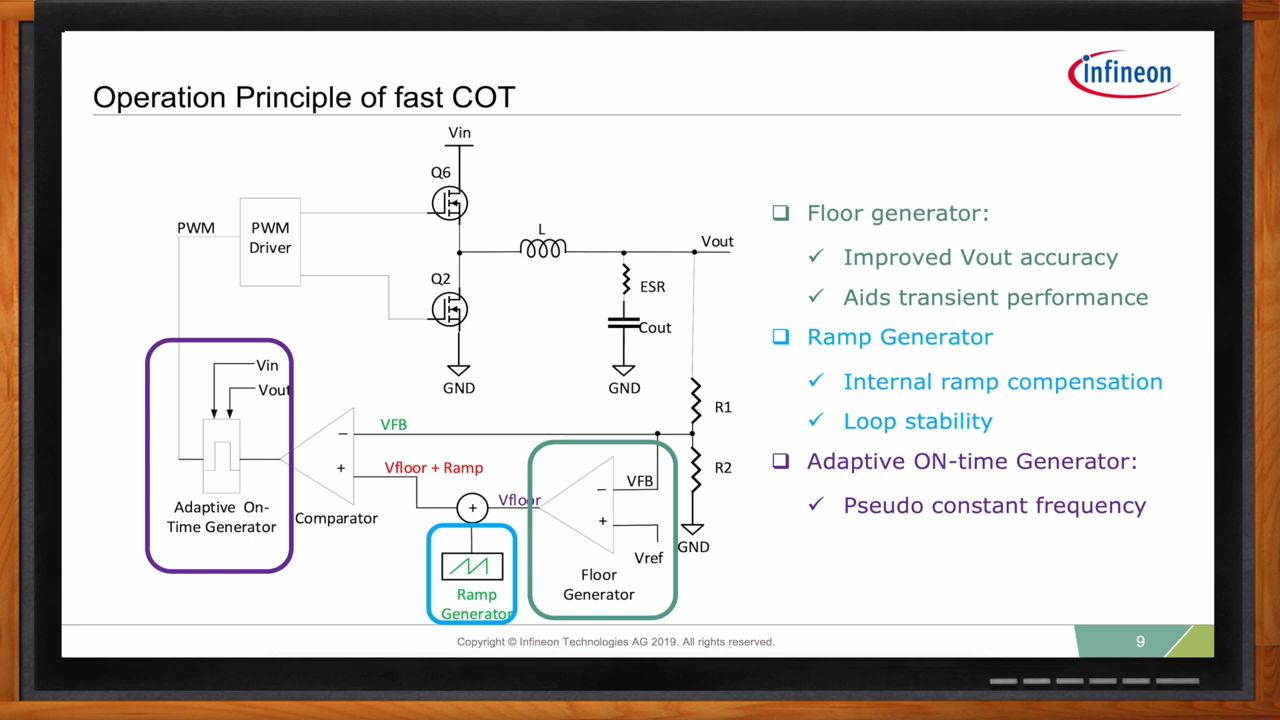 infineon
Operation Principle of fast COT
Vin
Q6
PWM
PWM
Driver
L
Vout
Q2
ESR
Cout
GND
GND
Vin
Vout
R1
VFB
−
+
Vfloor + Ramp
R2
VFB
Vfloor
−
+
+
Adaptive On-
Time Generator
Comparator
Vref
GND
Floor
Generator
Ramp
Generator
Floor generator:
Improved Vout accuracy
Aids transient performance
Ramp Generator
Internal ramp compensation
Loop stability
Adaptive ON-time Generator:
Pseudo constant frequency
Copyright © Infineon Technologies AG 2019. All rights reserved.
9